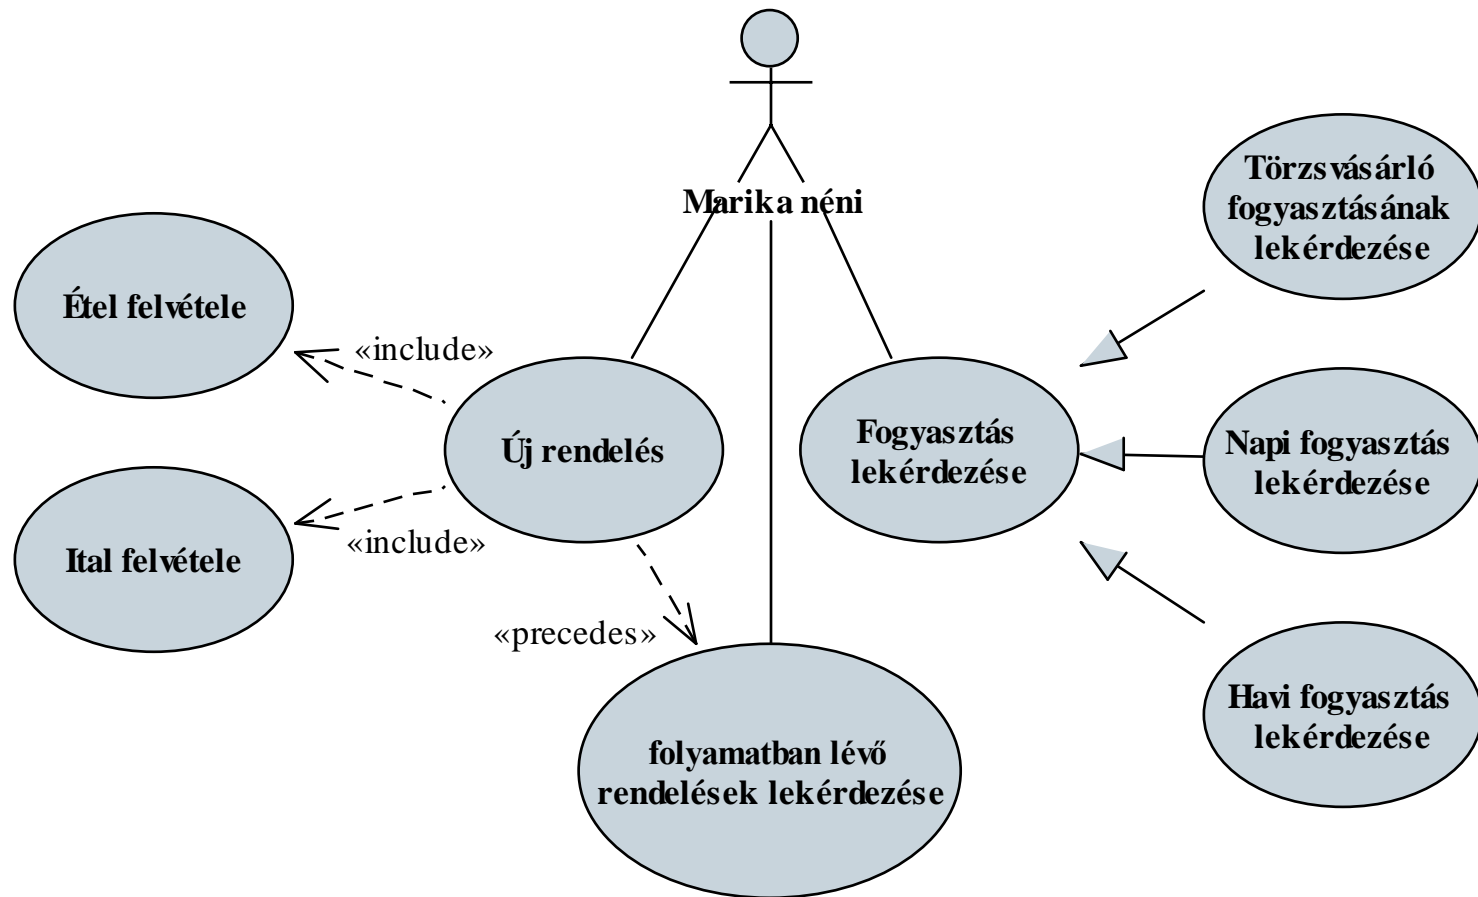 Marika néni
Törzsvásárló
fogyasztásának
lekérdezése
Étel felvétele
«include»
Új rendelés
Fogyasztás
lekérdezése
Napi fogyasztás
lekérdezése
Ital felvétele
«include»
«precedes»
Havi fogyasztás
lekérdezése
folyamatban lévő
rendelések lekérdezése